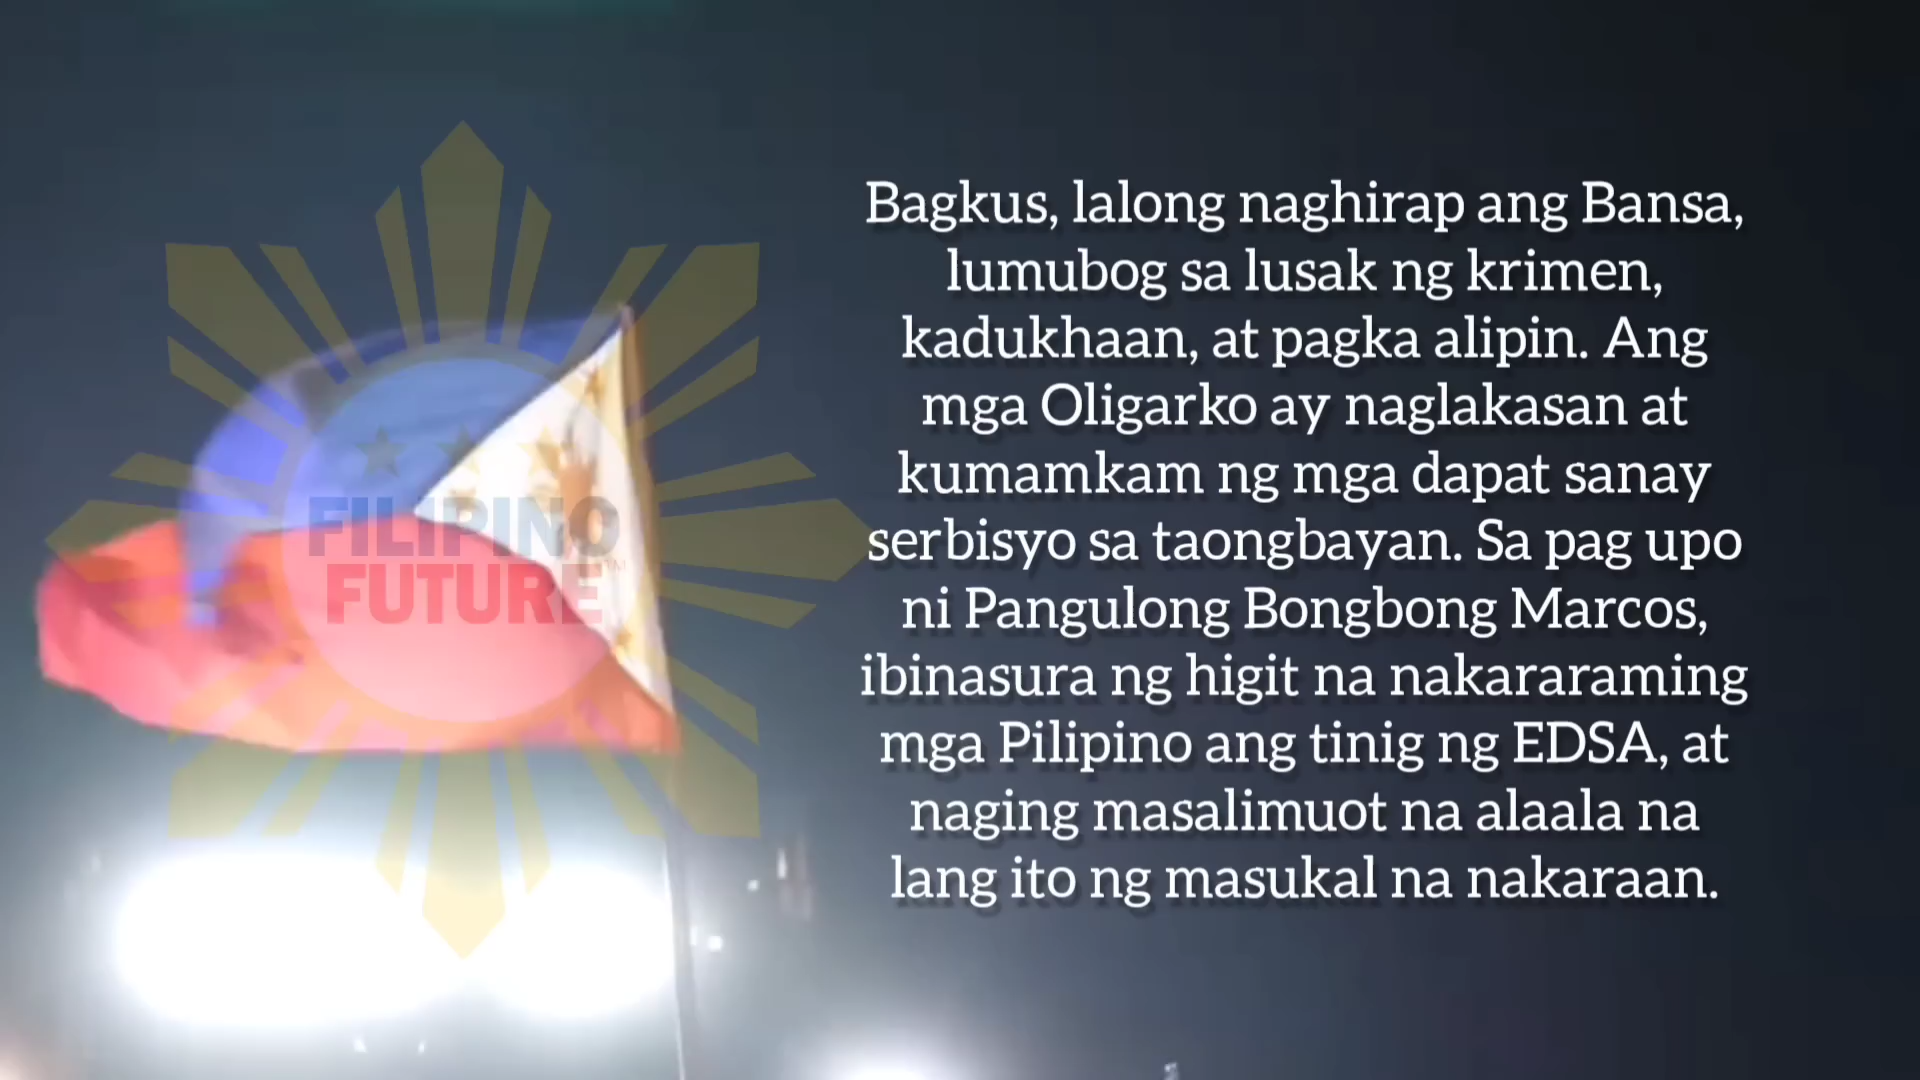 Bagkus, lalong naghirap ang Bansa,
lumubog sa lusak ng krimen,
kadukhaan, at pagka alipin. Ang
mga Oligarko ay naglakasan at
kumamkam ng mga dapat sanay
serbisyo sa taongbayan. Sa pag upo
ni Pangulong Bongbong Marcos,
ibinasura ng higit na nakararaming
mga Pilipino ang tinig ng EDSA, at
naging masalimuot na alaala na
lang ito ng masukal na nakaraan.
FILIPINO
FUTURE™